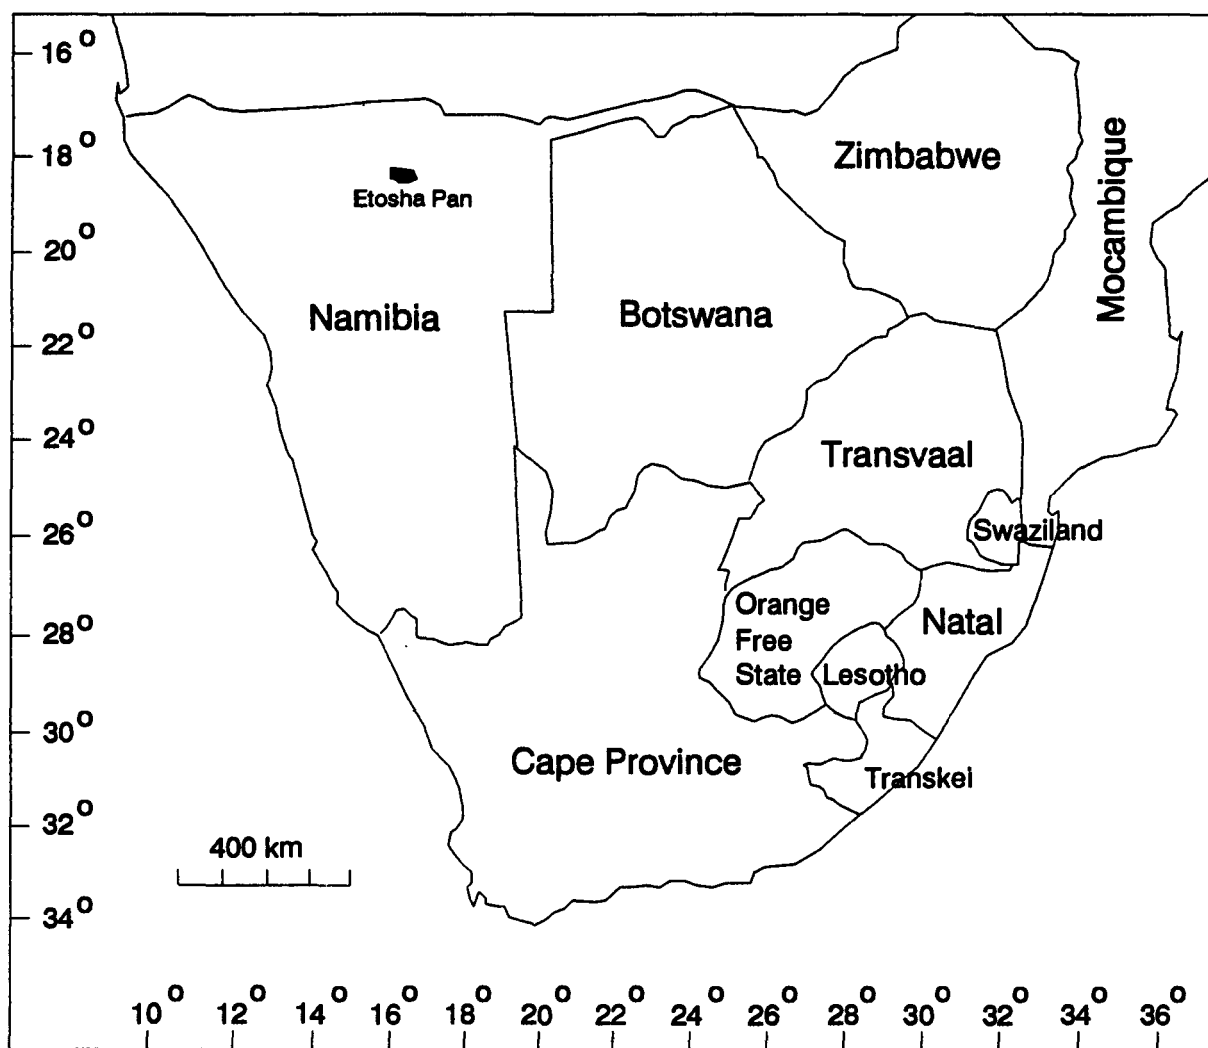 16°
18°
20°
22°
24°
26°
28°
30°
32°
34°
Zimbabwe
Mocambique
Etosha Pan
Namibia
Botswana
Transvaal
Swaziland
Orange
Free
State
Natal
Lesotho
Cape Province
Transkei
400 km
10° 12° 14° 16° 18° 20° 22° 24° 26° 28° 30° 32° 34° 36°